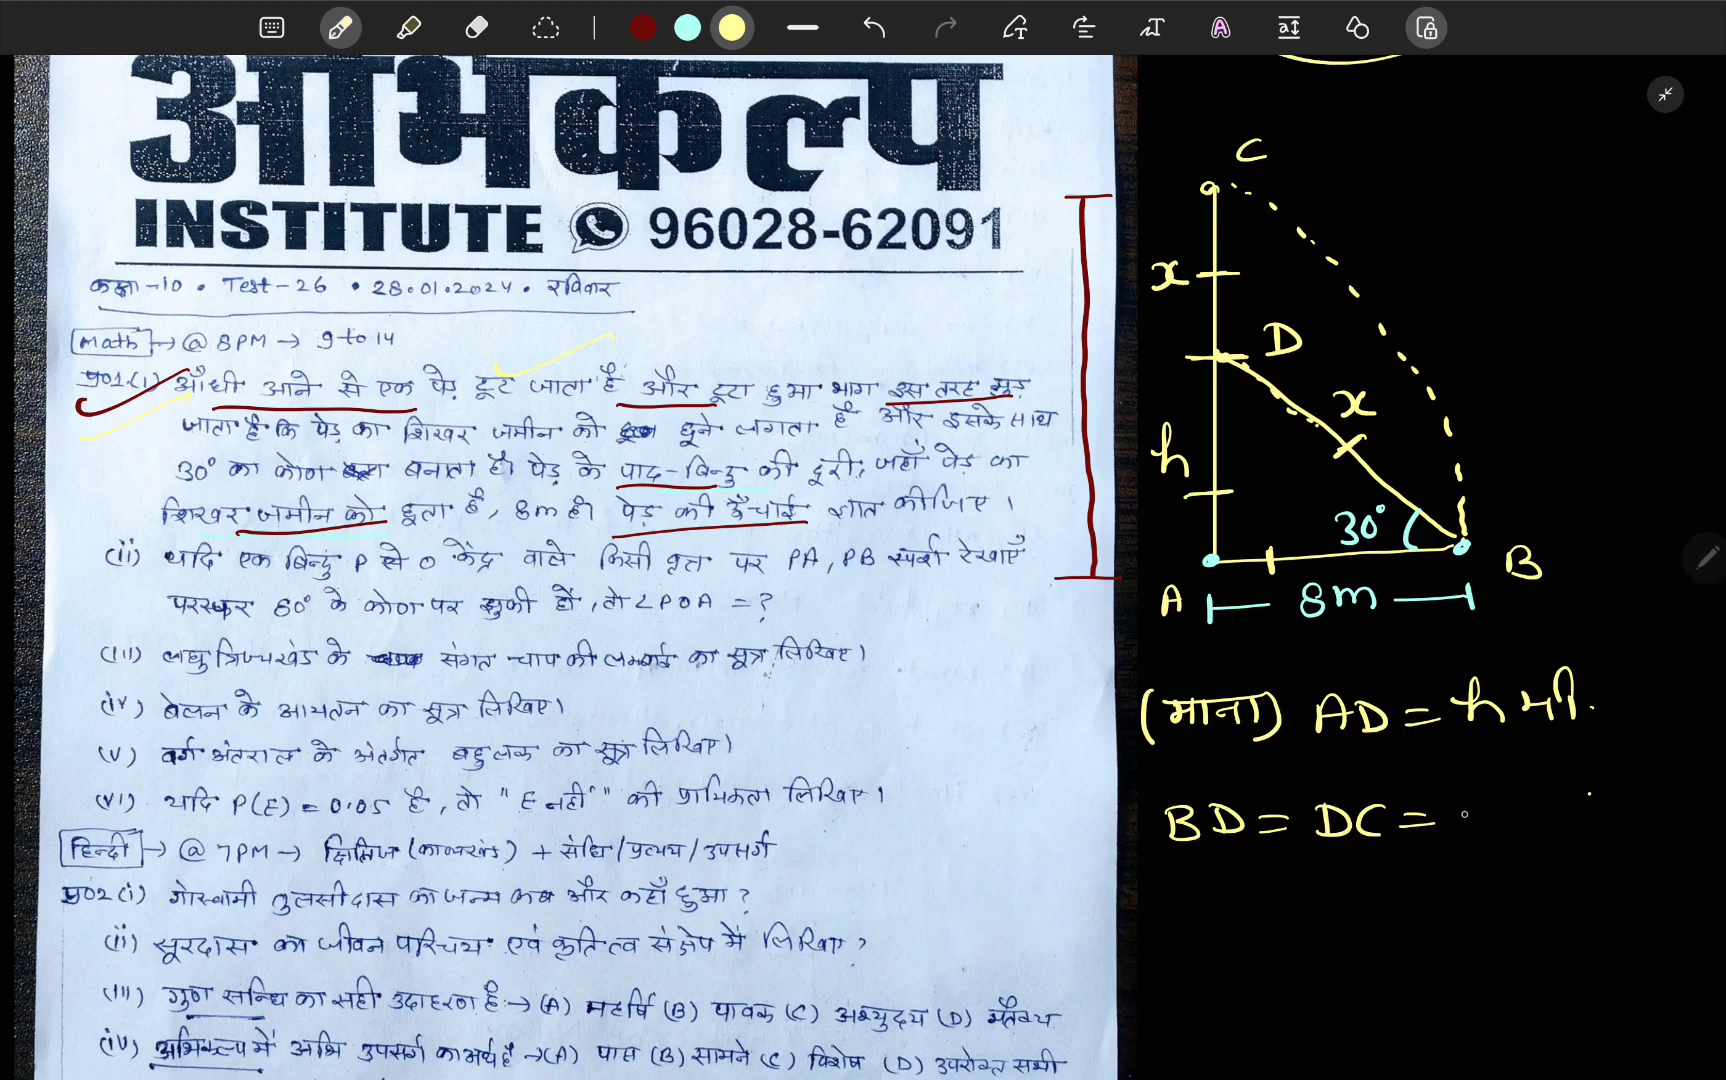 अभिकल्प
INSTITUTE 96028-62091
कक्षा-10 • Test-26 • 28.01.2024 • रविवार
Math → @ 8PM → 9 to 14
प्र01.(i) आँधी आने से एक पेड़ टूट जाता है और टूटा हुआ भाग इस तरह मुड़
जाता है कि पेड़ का शिखर जमीन को छूने लगता है और इसके साथ
30° का कोण बनाता है। पेड़ के पाद-बिन्दु की दूरी, जहाँ पेड़ का
शिखर जमीन को छूता है, 8m है। पेड़ की ऊँचाई ज्ञात कीजिए।
(ii) यदि एक बिन्दु P से O केंद्र वाले किसी वृत्त पर PA, PB स्पर्श रेखाएँ
परस्पर 80° के कोण पर झुकी हों, तो ∠POA = ?
(iii) लघु त्रिज्यखंड के संगत चाप की लम्बाई का सूत्र लिखिए।
(iv) बेलन के आयतन का सूत्र लिखिए।
(v) वर्ग अंतराल के अंतर्गत बहुलक का सूत्र लिखिए।
(vi) यदि P(E) = 0.05 है, तो "E नहीं" की प्रायिकता लिखिए।
हिन्दी → @ 7PM → क्षितिज (काव्यखंड) + संधि/प्रत्यय/उपसर्ग
प्र02 (i) गोस्वामी तुलसीदास का जन्म कब और कहाँ हुआ?
(ii) सूरदास का जीवन परिचय एवं कृतित्व संक्षेप में लिखिए?
(iii) गुण सन्धि का सही उदाहरण है → (A) महर्षि (B) पावक (C) अभ्युदय (D) मतैक्य
(iv) अभिकल्प में अभि उपसर्ग का अर्थ है → (A) पास (B) सामने (C) विशेष (D) उपरोक्त सभी
C
x
D
x
h
30°
B
A
8m
(माना) AD = h मी.
BD = DC =